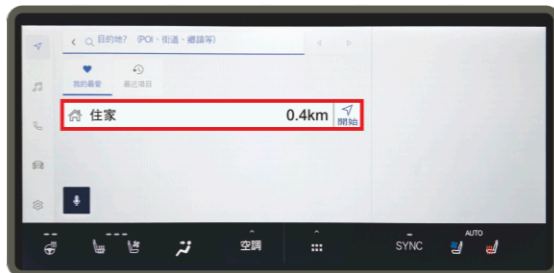 目的地? (POI、街道、鄉鎮等)
我的最愛 最近項目
住家 0.4km 開始
AUTO
空調 SYNC